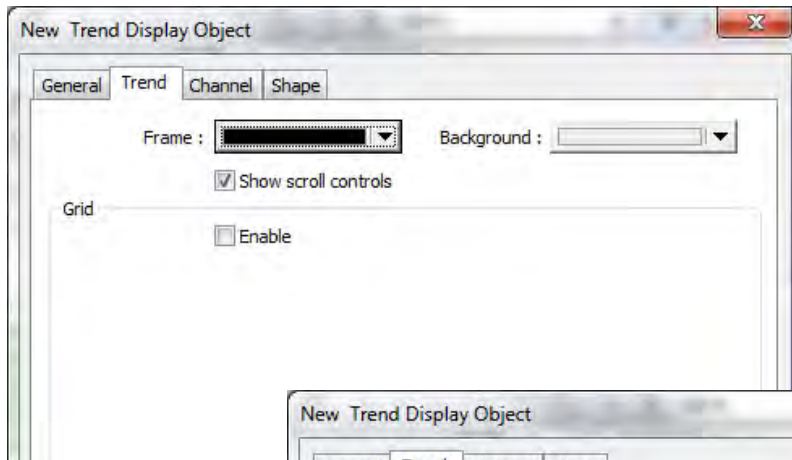 New Trend Display Object
General Trend Channel Shape
Frame : Background :
Show scroll controls
Grid
Enable
New Trend Display Object